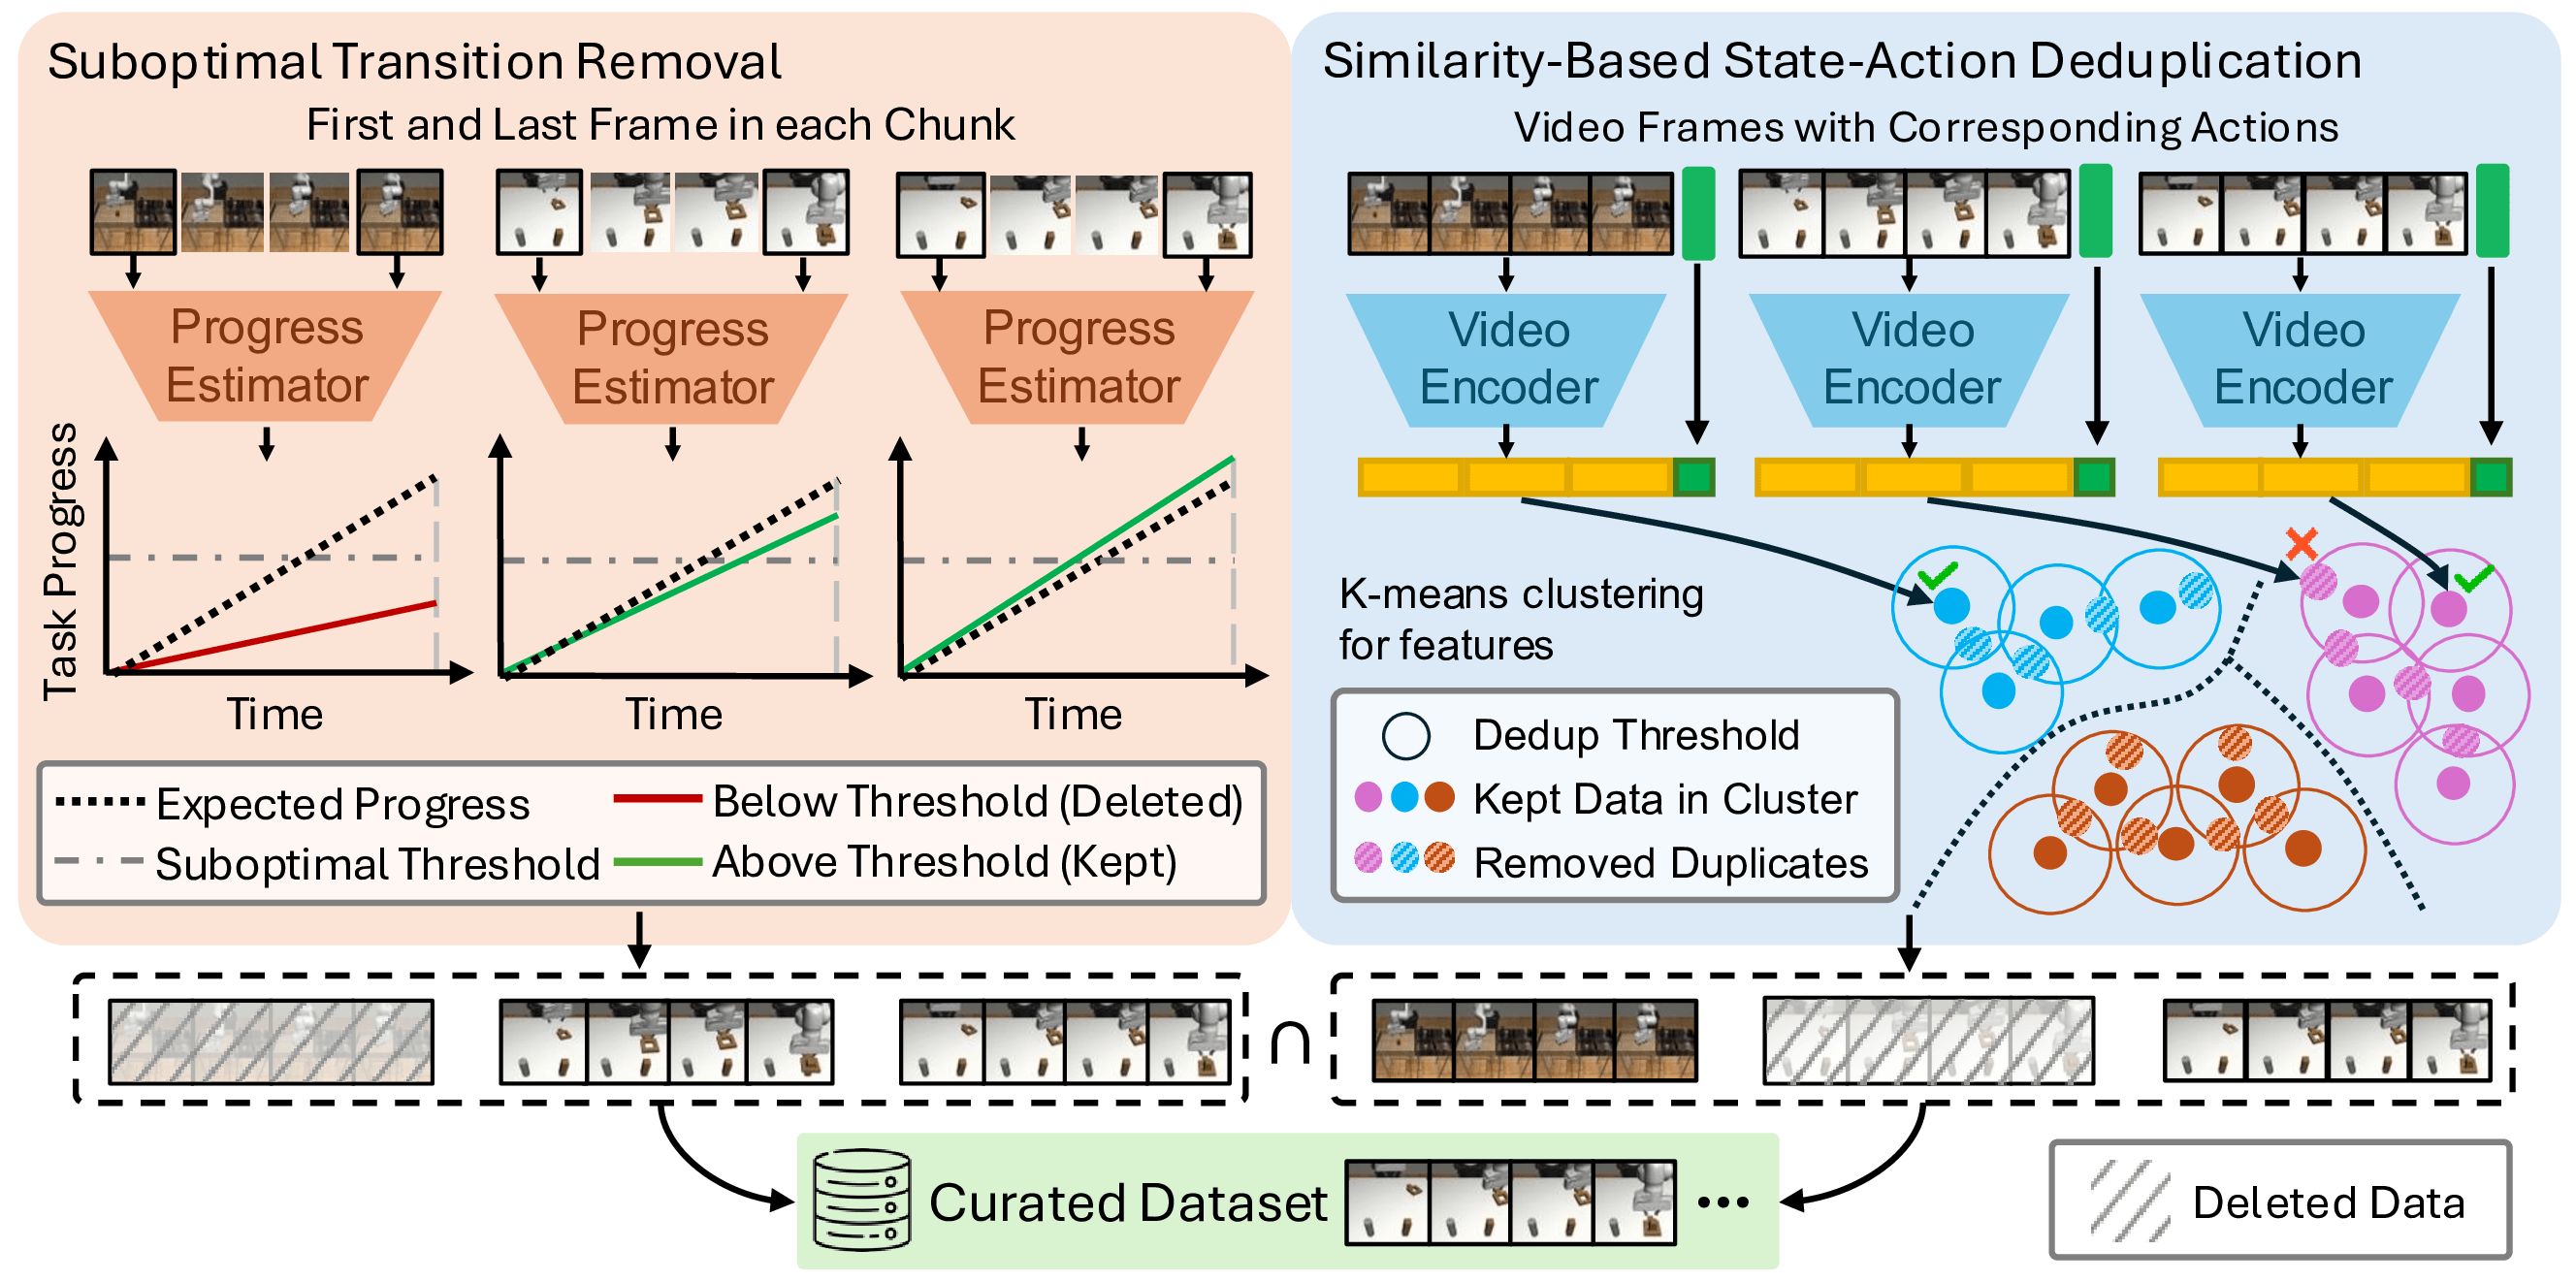 Suboptimal Transition Removal
First and Last Frame in each Chunk
Progress
Estimator
Progress
Estimator
Progress
Estimator
Task Progress
Time
Time
Time
Expected Progress
Below Threshold (Deleted)
Suboptimal Threshold
Above Threshold (Kept)
Similarity-Based State-Action Deduplication
Video Frames with Corresponding Actions
Video
Encoder
Video
Encoder
Video
Encoder
K-means clustering
for features
Dedup Threshold
Kept Data in Cluster
Removed Duplicates
∩
Curated Dataset
•••
Deleted Data